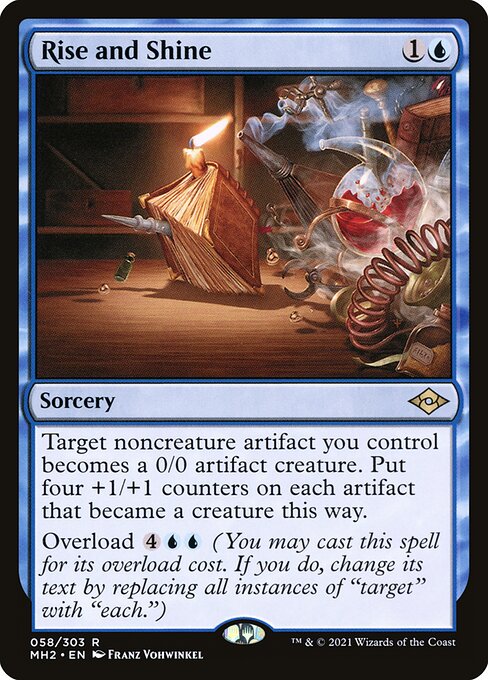 Rise and Shine 1
Sorcery
Target noncreature artifact you control
becomes a 0/0 artifact creature. Put
four +1/+1 counters on each artifact
that became a creature this way.
Overload 4 (You may cast this spell
for its overload cost. If you do, change its
text by replacing all instances of “target”
with “each.”)
058/303 R
MH2 • EN Franz Vohwinkel
™ & © 2021 Wizards of the Coast